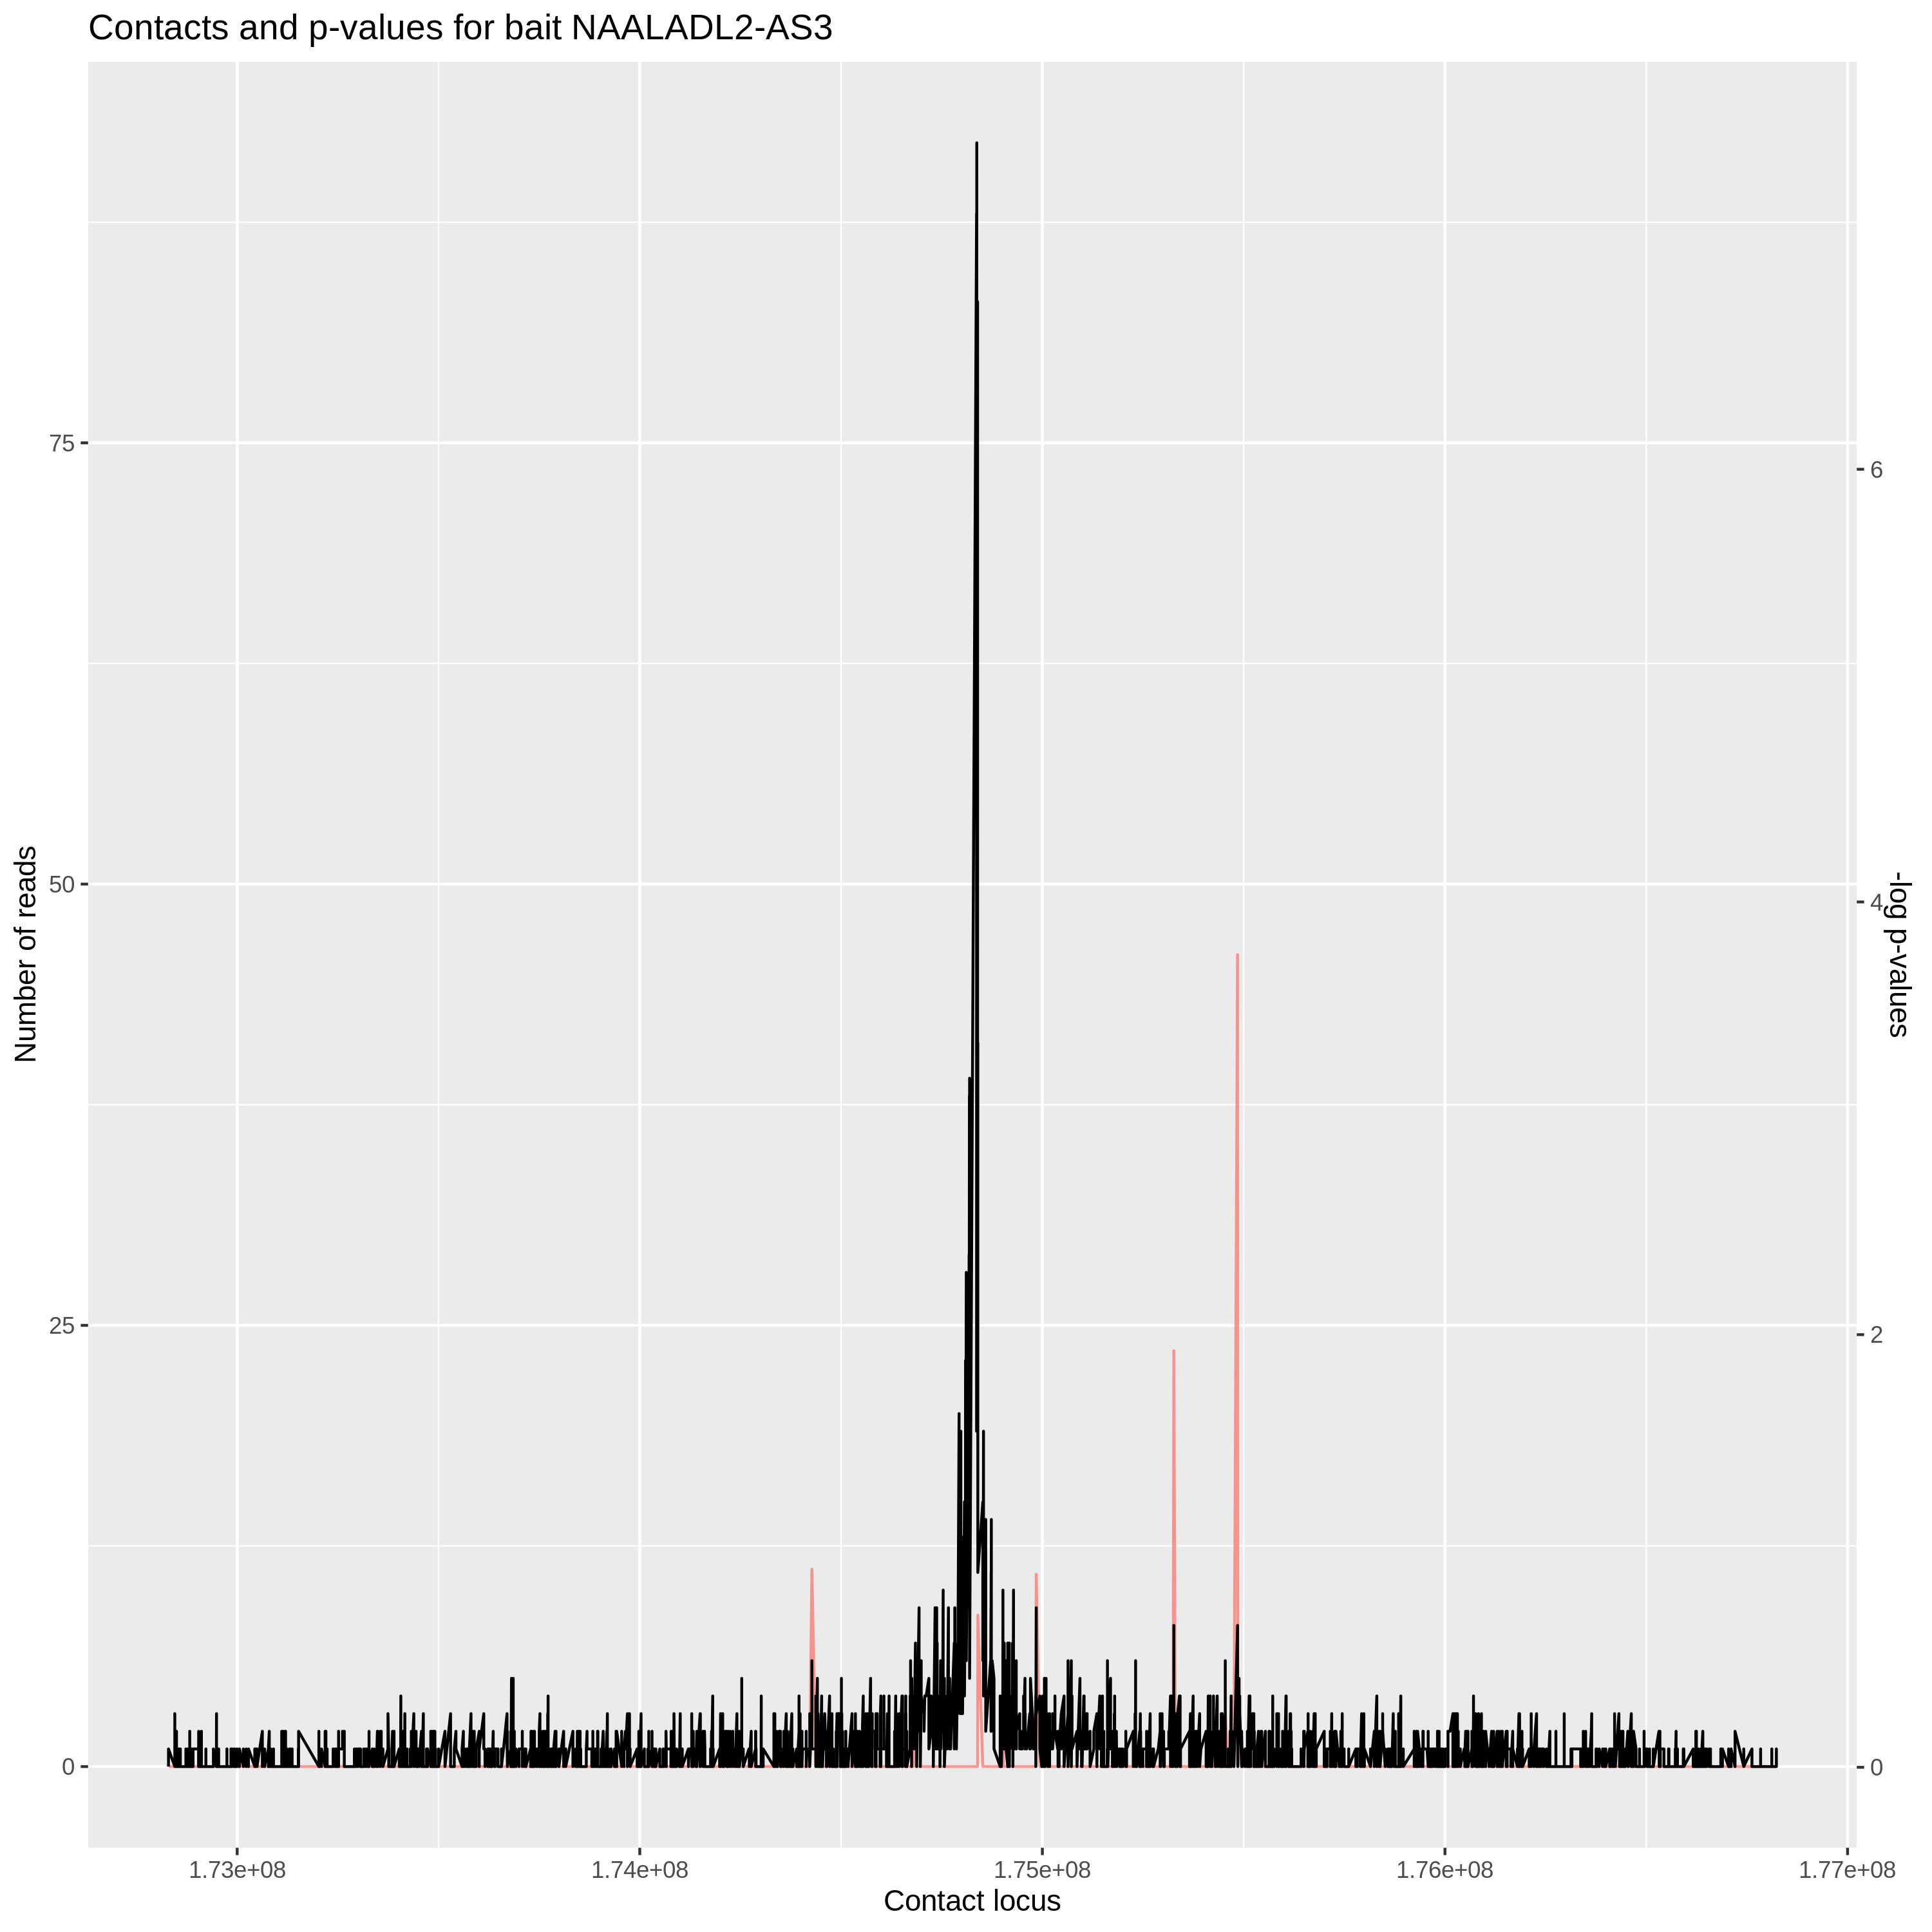 Contacts and p-values for bait NAALADL2-AS3
Number of reads
75
50
25
0
-log p-values
6
4
2
0
1.73e+08
1.74e+08
1.75e+08
1.76e+08
1.77e+08
Contact locus